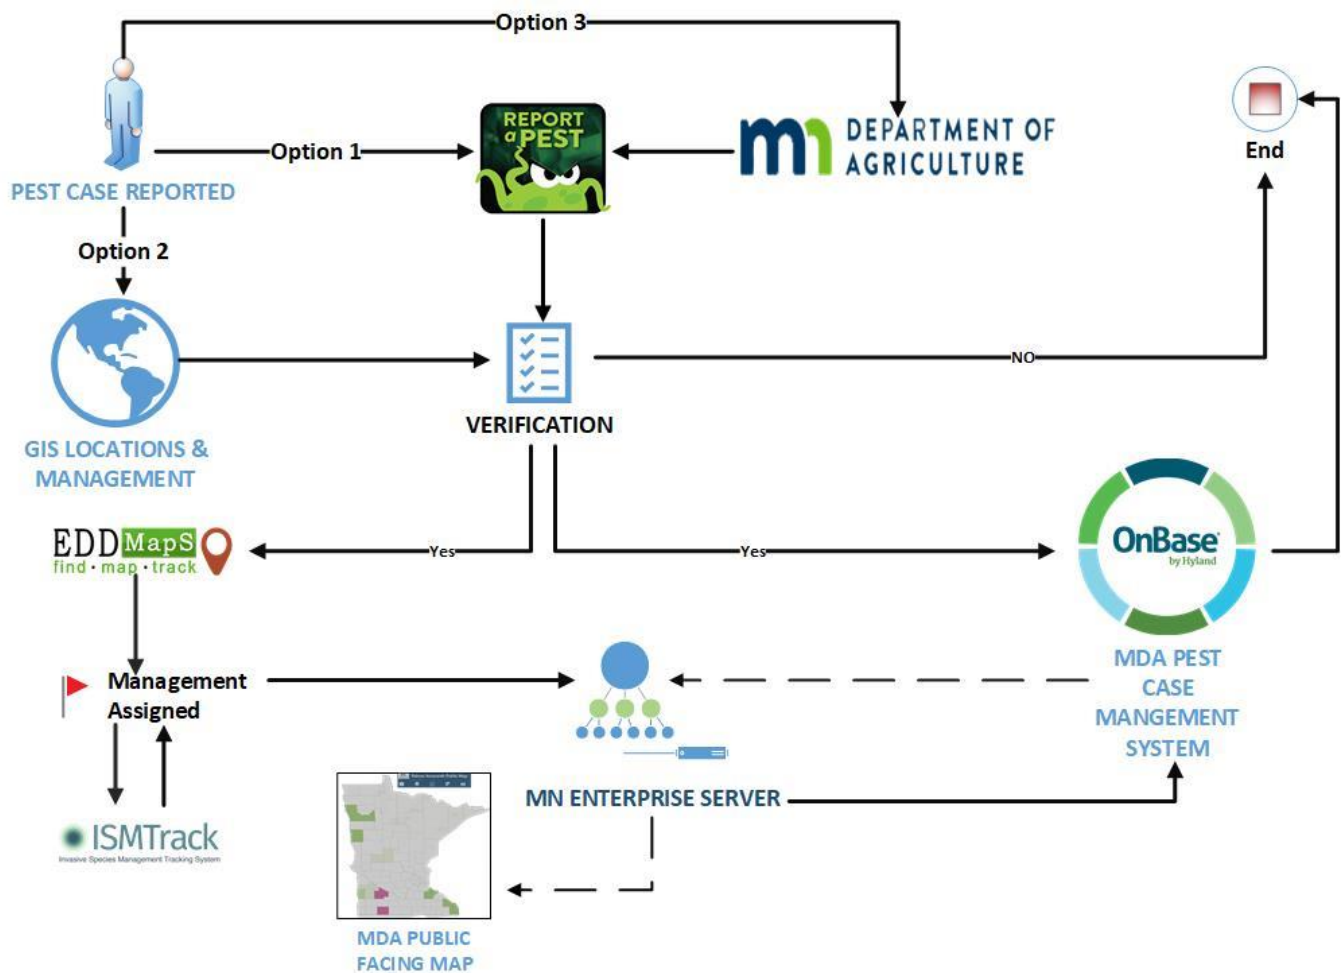 Option 3
REPORT
a PEST
DEPARTMENT OF
AGRICULTURE
Option 1
End
PEST CASE REPORTED
Option 2
NO
VERIFICATION
GIS LOCATIONS &
MANAGEMENT
EDDMapS
find · map · track
Yes
Yes
OnBase
by Hyland
Management
Assigned
MDA PEST
CASE
MANGEMENT
SYSTEM
MN ENTERPRISE SERVER
ISMTrack
Invasive Species Management Tracking System
MDA PUBLIC
FACING MAP